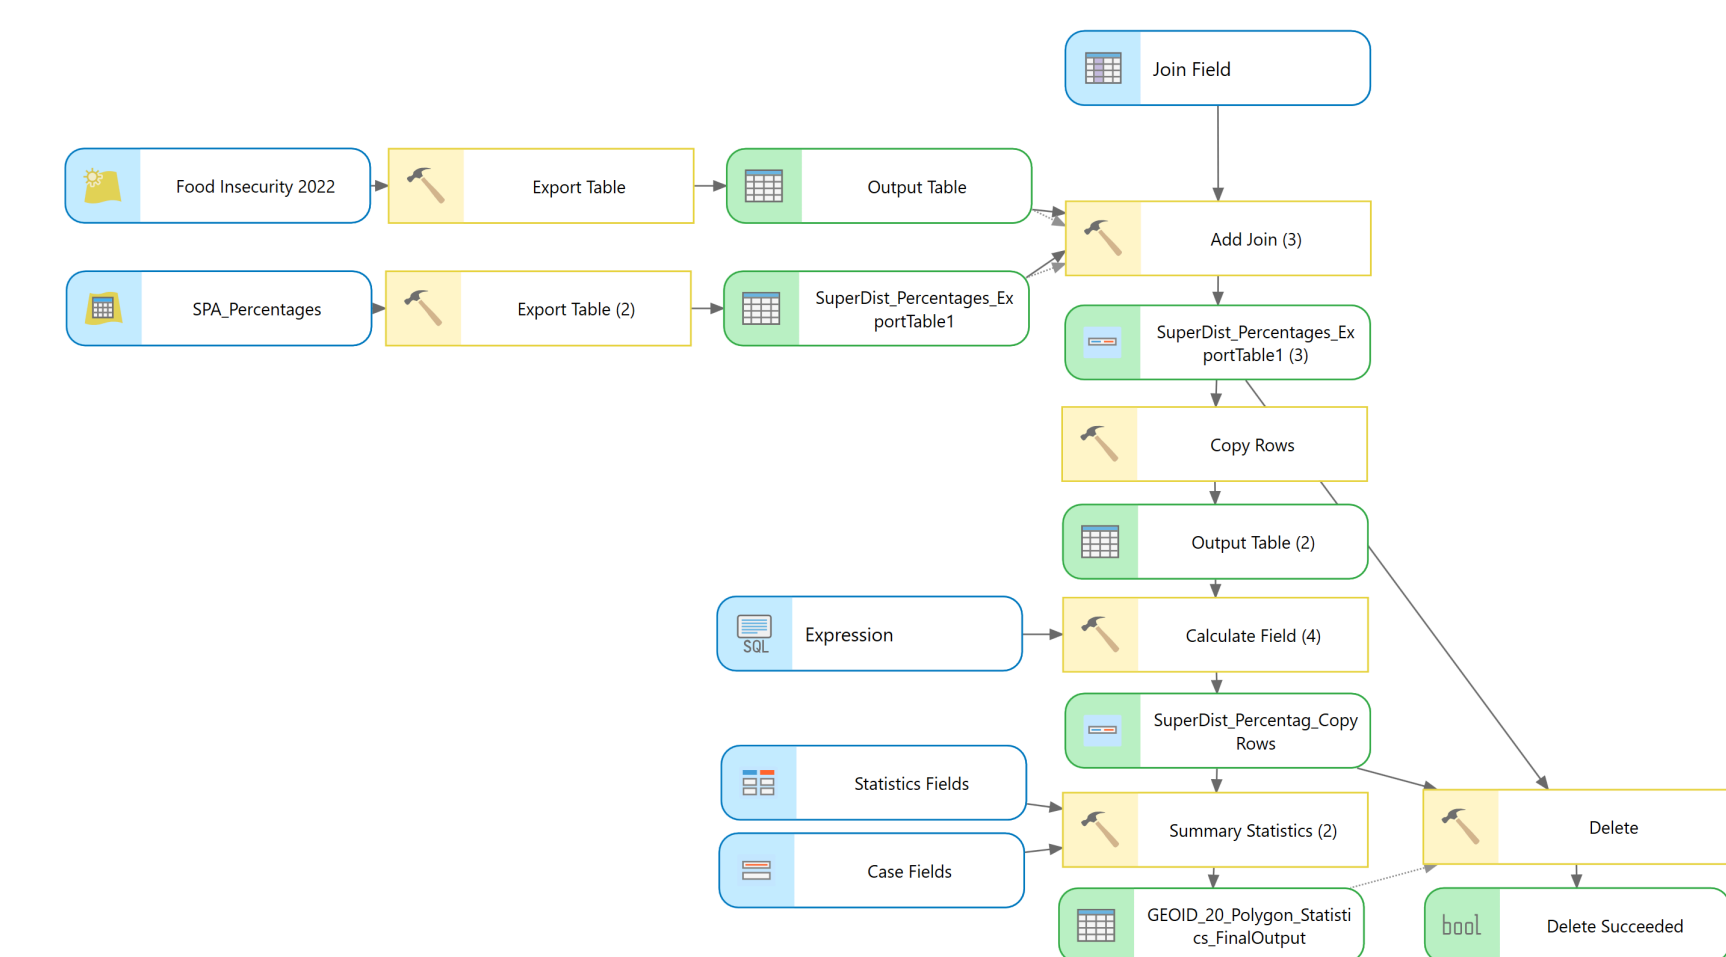 Join Field
Food Insecurity 2022
Export Table
Output Table
Add Join (3)
SPA_Percentages
Export Table (2)
SuperDist_Percentages_Ex
portTable1
SuperDist_Percentages_Ex
portTable1 (3)
Copy Rows
Output Table (2)
SQL
Expression
Calculate Field (4)
SuperDist_Percentag_Copy
Rows
Statistics Fields
Summary Statistics (2)
Delete
Case Fields
GEOID_20_Polygon_Statisti
cs_FinalOutput
bool
Delete Succeeded